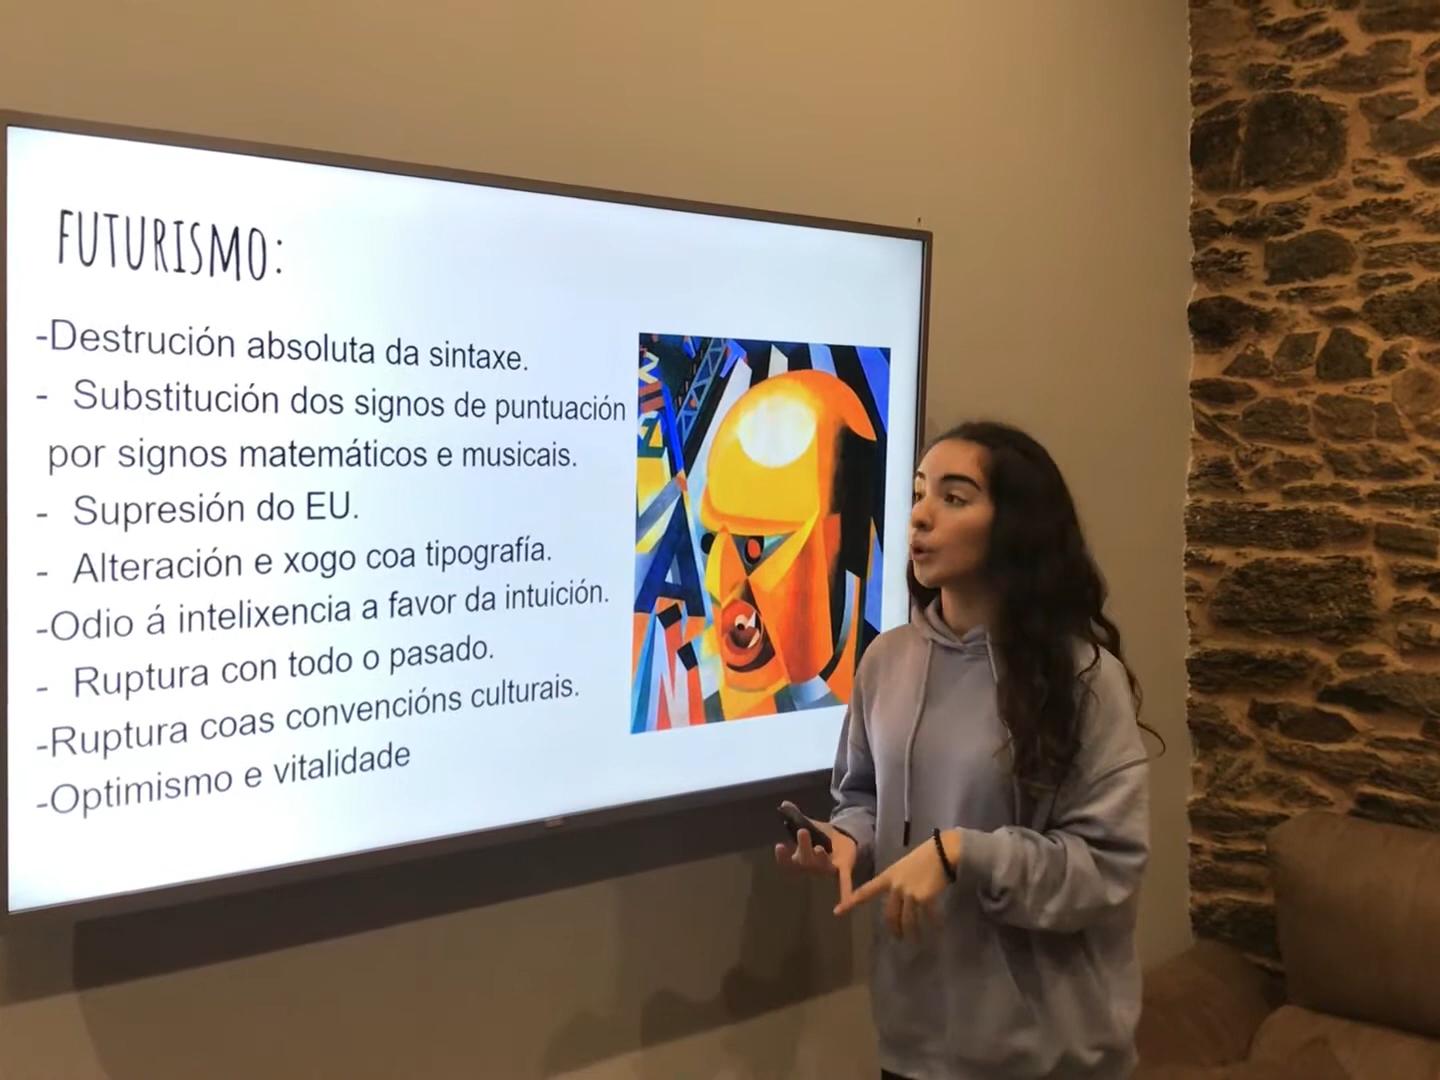 FUTURISMO:
-Destrución absoluta da sintaxe.
- Substitución dos signos de puntuación
por signos matemáticos e musicais.
- Supresión do EU.
- Alteración e xogo coa tipografía.
-Odio á intelixencia a favor da intuición.
- Ruptura con todo o pasado.
-Ruptura coas convencións culturais.
-Optimismo e vitalidade